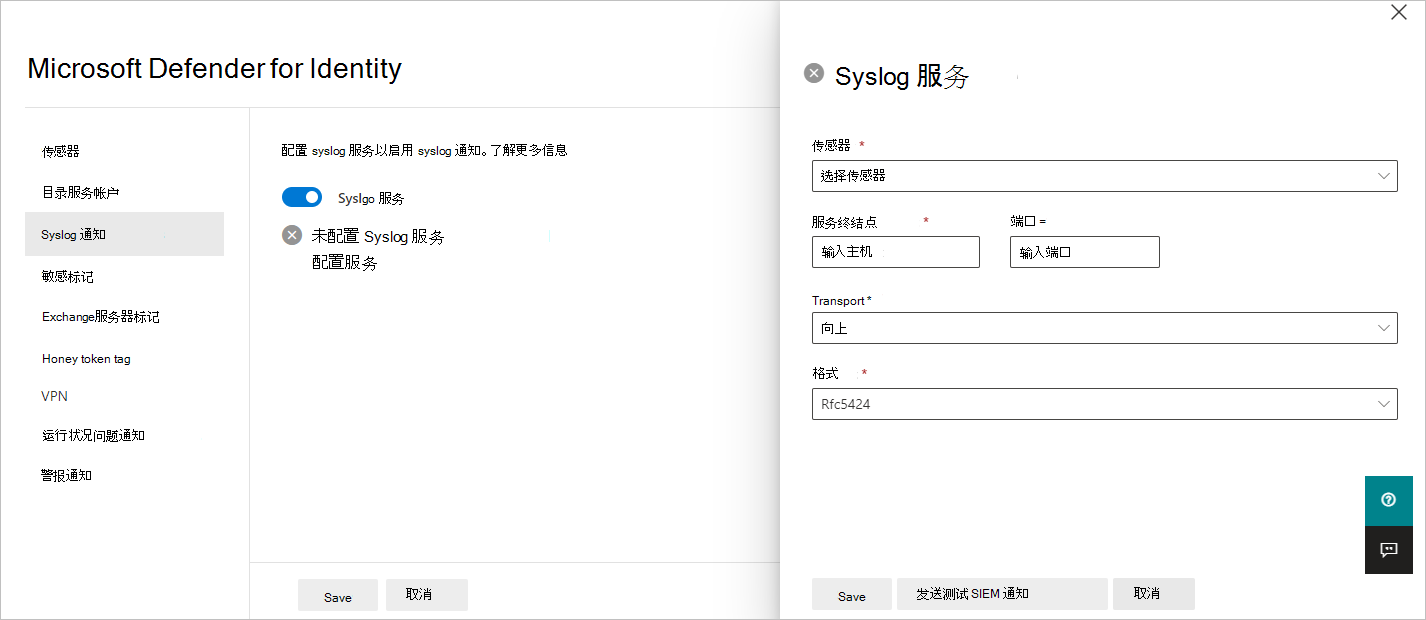 Microsoft Defender for Identity
传感器
目录服务帐户
Syslog 通知
敏感标记
Exchange服务器标记
Honey token tag
VPN
运行状况问题通知
警报通知
配置 syslog 服务以启用 syslog 通知。了解更多信息
Syslgo 服务
未配置 Syslog 服务
配置服务
Save 取消
Syslog 服务
传感器 *
选择传感器
服务终结点 * 端口 =
输入主机 输入端口
Transport *
向上
格式 *
Rfc5424
Save 发送测试 SIEM 通知 取消